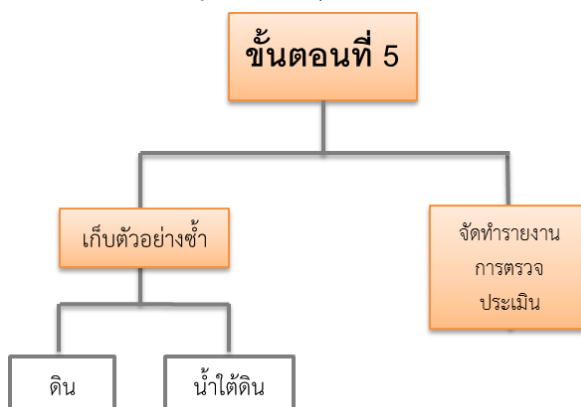 ขั้นตอนที่ 5
เก็บตัวอย่างซ้ำ
จัดทำรายงาน
การตรวจ
ประเมิน
ดิน
น้ำใต้ดิน